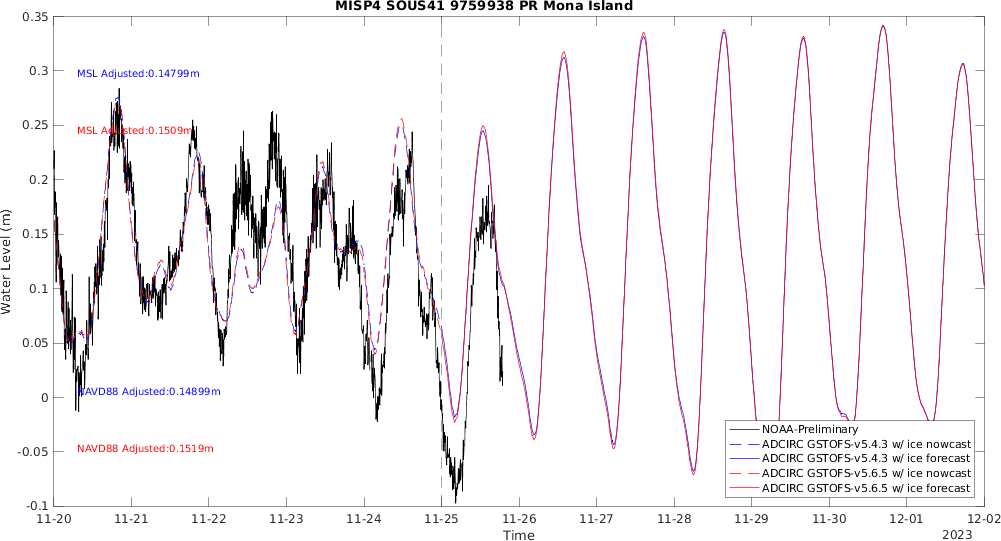 MISP4 SOUS41 9759938 PR Mona Island
Water Level (m)
0.35
0.3
0.25
0.2
0.15
0.1
0.05
0
-0.05
-0.1
MSL Adjusted:0.14799m
MSL Adjusted:0.1509m
NAVD88 Adjusted:0.14899m
NAVD88 Adjusted:0.1519m
NOAA-Preliminary
ADCIRC GSTOFS-v5.4.3 w/ ice nowcast
ADCIRC GSTOFS-v5.4.3 w/ ice forecast
ADCIRC GSTOFS-v5.6.5 w/ ice nowcast
ADCIRC GSTOFS-v5.6.5 w/ ice forecast
11-20 11-21 11-22 11-23 11-24 11-25 11-26 11-27 11-28 11-29 11-30 12-01 12-02
Time
2023